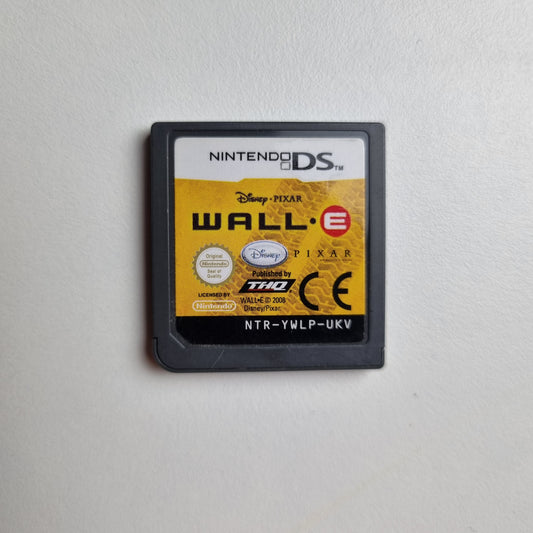 NINTENDO DS™
Disney • PIXAR
WALL•E
Original
Nintendo
Seal of
Quality
Disney
PIXAR
Published by
THQ
CE
LICENSED BY
Nintendo
WALL•E © 2008
Disney/Pixar.
NTR-YWLP-UKV